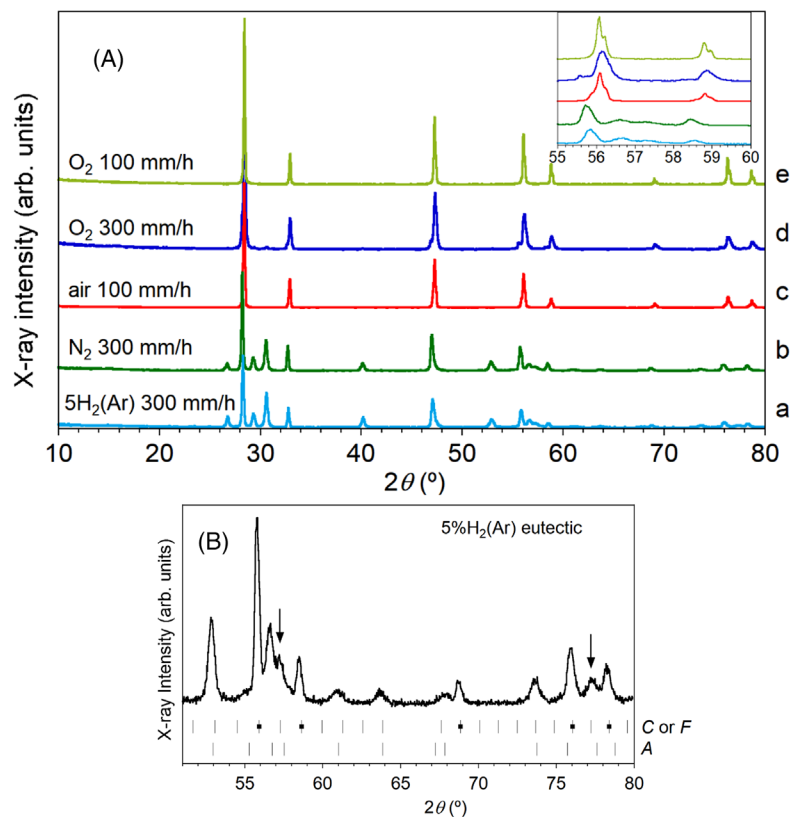 (A)
X-ray intensity (arb. units)
55 56 57 58 59 60
O₂ 100 mm/h e
O₂ 300 mm/h d
air 100 mm/h c
N₂ 300 mm/h b
5H₂(Ar) 300 mm/h a
10 20 30 40 50 60 70 80
2θ (º)
(B)
5%H₂(Ar) eutectic
X-ray Intensity (arb. units)
C or F
A
55 60 65 70 75 80
2θ (º)